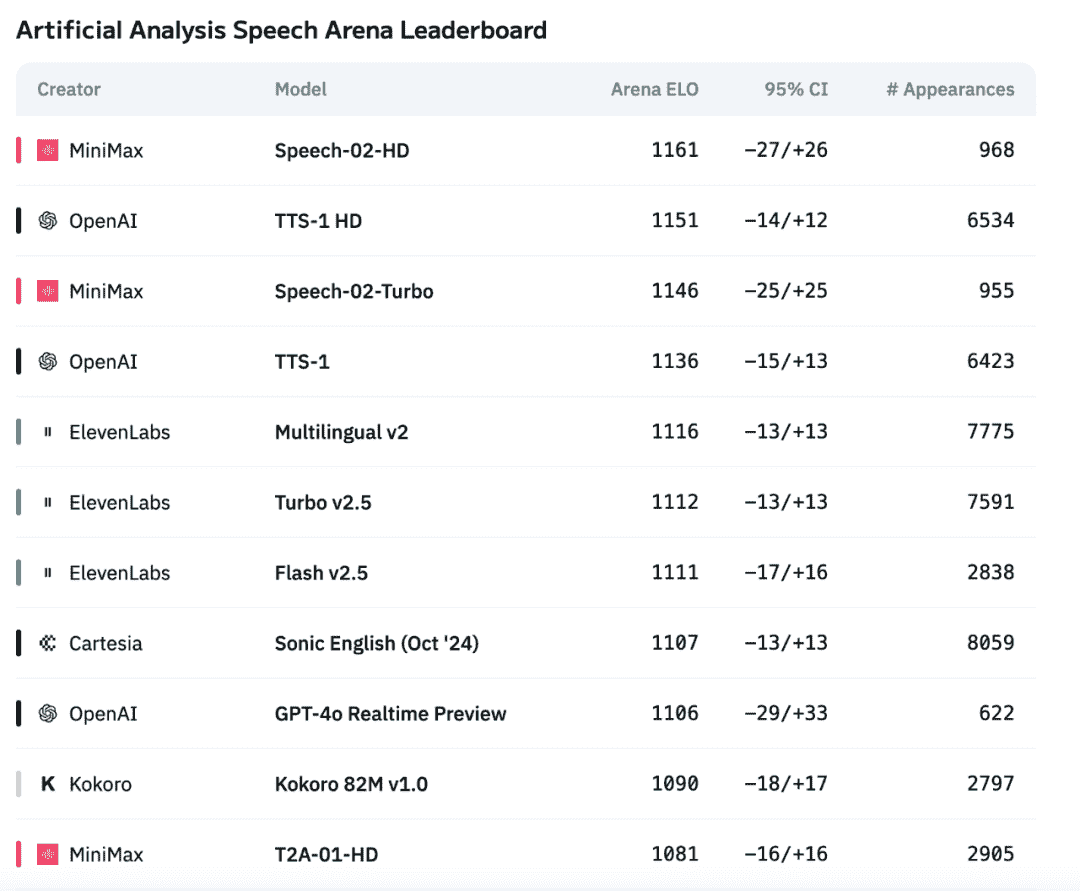 Artificial Analysis Speech Arena Leaderboard
Creator Model Arena ELO 95% CI # Appearances
MiniMax Speech-02-HD 1161 −27/+26 968
OpenAI TTS-1 HD 1151 −14/+12 6534
MiniMax Speech-02-Turbo 1146 −25/+25 955
OpenAI TTS-1 1136 −15/+13 6423
ElevenLabs Multilingual v2 1116 −13/+13 7775
ElevenLabs Turbo v2.5 1112 −13/+13 7591
ElevenLabs Flash v2.5 1111 −17/+16 2838
Cartesia Sonic English (Oct '24) 1107 −13/+13 8059
OpenAI GPT-4o Realtime Preview 1106 −29/+33 622
K Kokoro Kokoro 82M v1.0 1090 −18/+17 2797
MiniMax T2A-01-HD 1081 −16/+16 2905